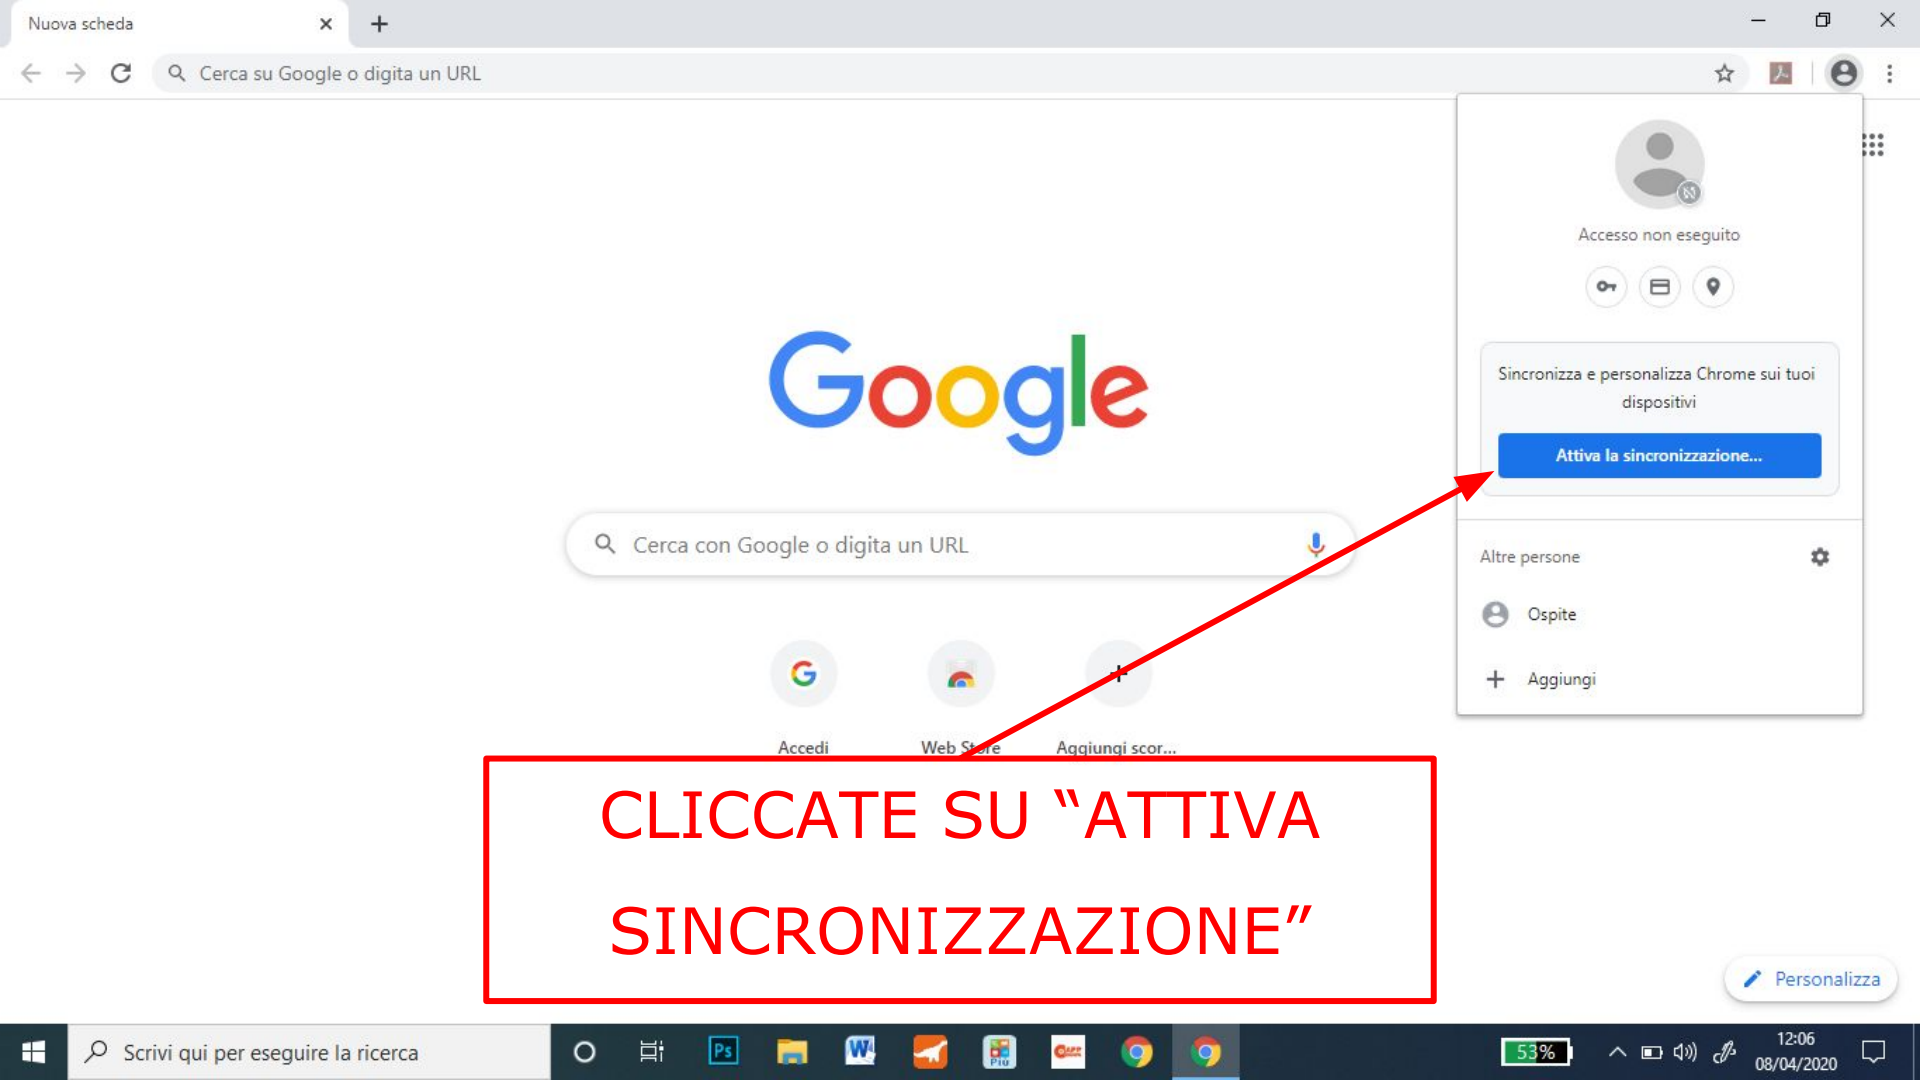 Nuova scheda
Cerca su Google o digita un URL
Accesso non eseguito
Sincronizza e personalizza Chrome sui tuoi
dispositivi
Attiva la sincronizzazione...
Altre persone
Ospite
Aggiungi
Google
Cerca con Google o digita un URL
Accedi
Web Store
Aggiungi scor...
CLICCATE SU “ATTIVA
SINCRONIZZAZIONE”
Personalizza
Scrivi qui per eseguire la ricerca
Ps
W
53%
12:06
08/04/2020